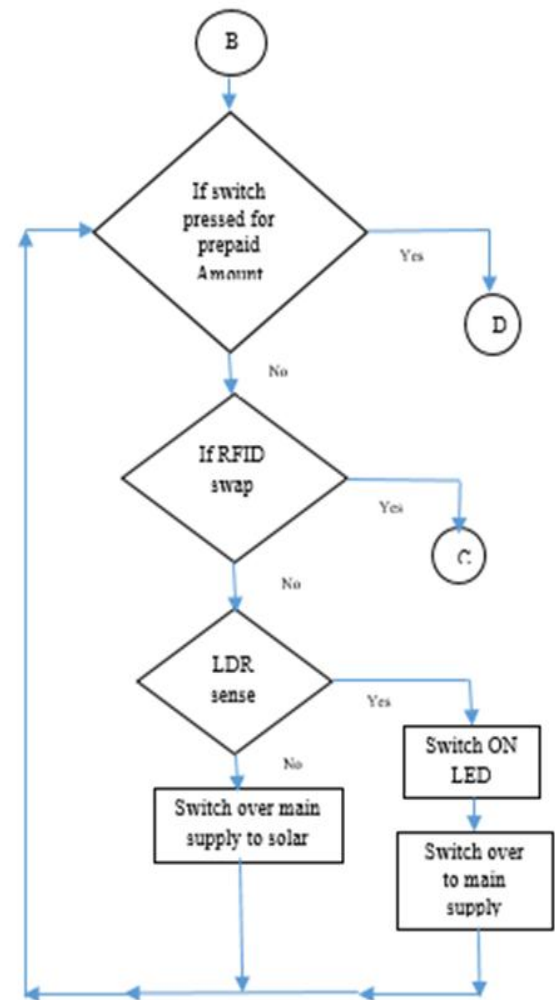 B
If switch
pressed for
prepaid
Amount
Yes
D
No
If RFID
swap
Yes
C
No
LDR
sense
Yes
No
Switch ON
LED
Switch over main
supply to solar
Switch over
to main
supply